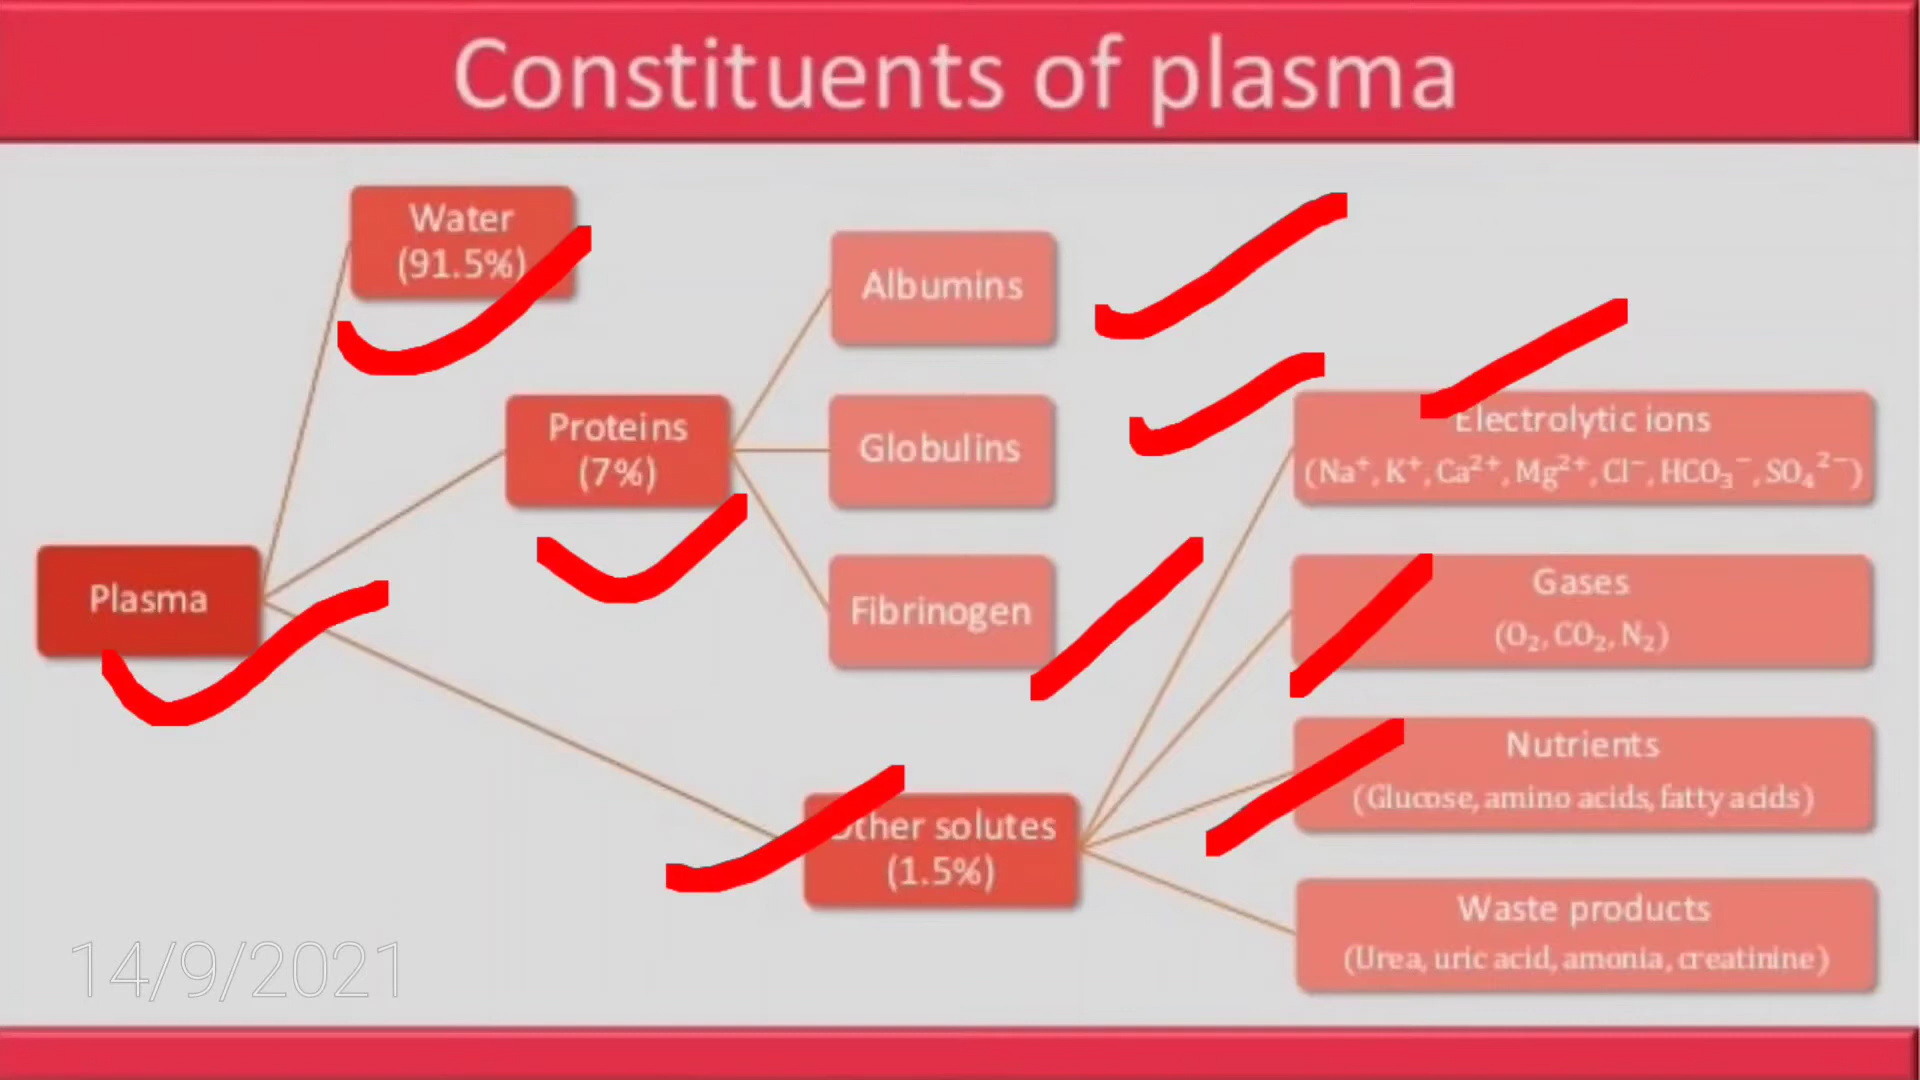 Constituents of plasma
Water
(91.5%)
Albumins
Proteins
(7%)
Globulins
Electrolytic ions
(Na⁺, K⁺, Ca²⁺, Mg²⁺, Cl⁻, HCO₃⁻, SO₄²⁻)
Plasma
Fibrinogen
Gases
(O₂, CO₂, N₂)
Nutrients
(Glucose, amino acids, fatty acids)
Other solutes
(1.5%)
Waste products
(Urea, uric acid, amonia, creatinine)
14/9/2021